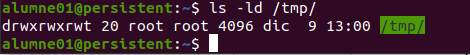 alumne01@persistent:~$ ls -ld /tmp/
drwxrwxrwt 20 root root 4096 dic  9 13:00 /tmp/
alumne01@persistent:~$